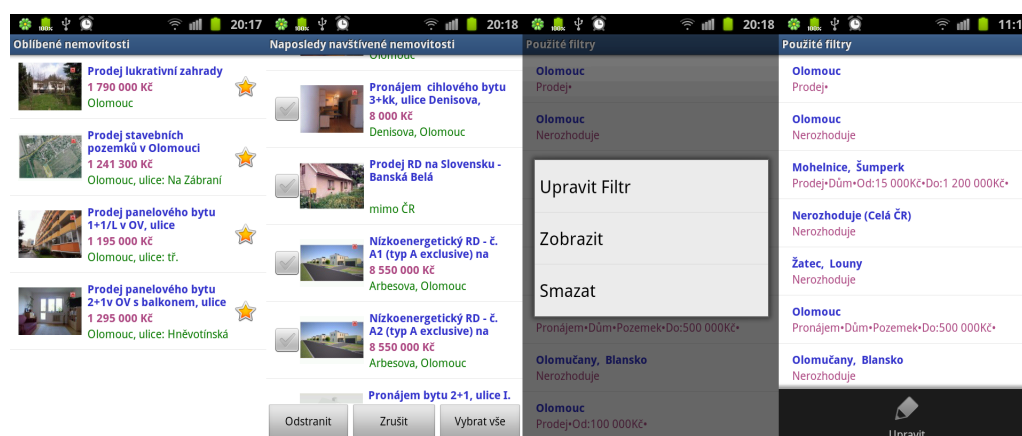 100% 20:17
Oblíbené nemovitosti
Prodej lukrativní zahrady
1 790 000 Kč
Olomouc
Prodej stavebních
pozemků v Olomouci
1 241 300 Kč
Olomouc, ulice: Na Zábraní
Prodej panelového bytu
1+1/L v OV, ulice
1 195 000 Kč
Olomouc, ulice: tř.
Prodej panelového bytu
2+1v OV s balkonem, ulice
1 295 000 Kč
Olomouc, ulice: Hněvotínská
100% 20:18
Naposledy navštívené nemovitosti
Olomouc
Pronájem cihlového bytu
3+kk, ulice Denisova,
8 000 Kč
Denisova, Olomouc
Prodej RD na Slovensku -
Banská Belá
mimo ČR
Nízkoenergetický RD - č.
A1 (typ A exclusive) na
8 550 000 Kč
Arbesova, Olomouc
Nízkoenergetický RD - č.
A2 (typ A exclusive) na
8 550 000 Kč
Arbesova, Olomouc
Pronájem bytu 2+1, ulice I.
Odstranit Zrušit Vybrat vše
100% 20:18
Použité filtry
Olomouc
Prodej•
Olomouc
Nerozhoduje
Upravit Filtr
Zobrazit
Smazat
Pronájem•Dům•Pozemek•Do:500 000Kč•
Olomučany, Blansko
Nerozhoduje
Olomouc
Prodej•Od:100 000Kč•
100% 11:1
Použité filtry
Olomouc
Prodej•
Olomouc
Nerozhoduje
Mohelnice, Šumperk
Prodej•Dům•Od:15 000Kč•Do:1 200 000Kč•
Nerozhoduje (Celá ČR)
Nerozhoduje
Žatec, Louny
Nerozhoduje
Olomouc
Pronájem•Dům•Pozemek•Do:500 000Kč•
Olomučany, Blansko
Nerozhoduje
Upravit